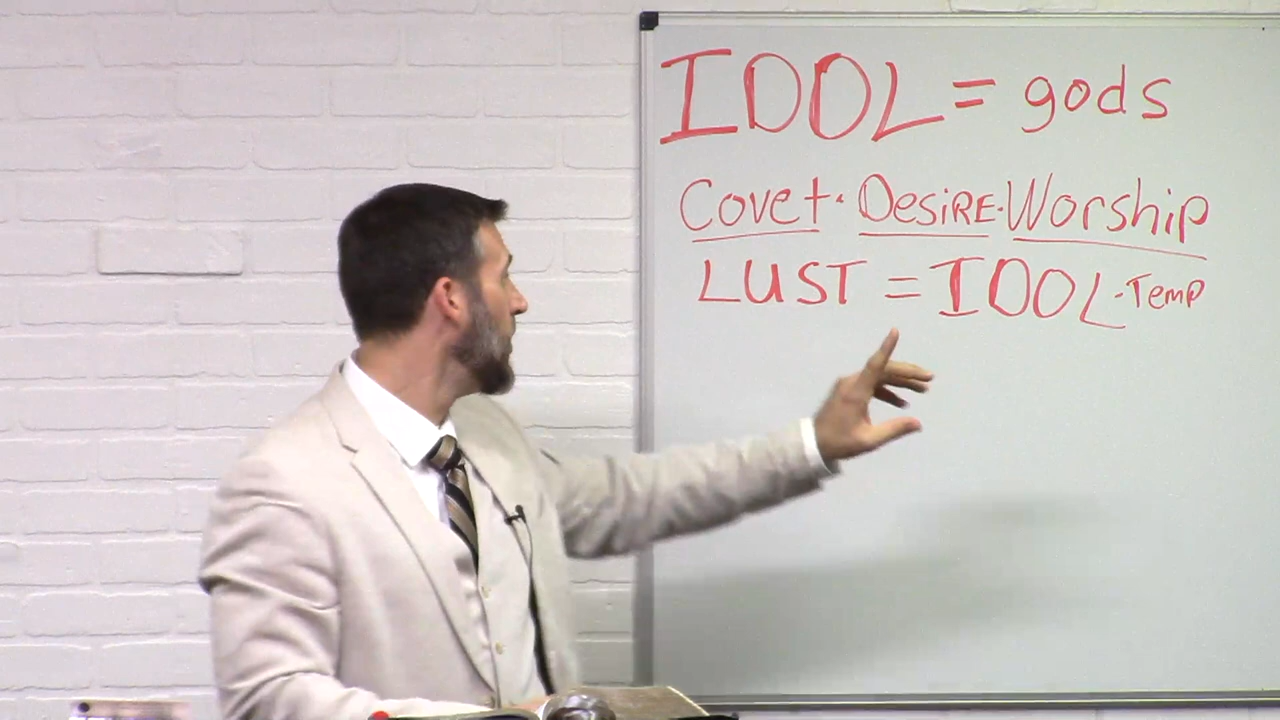 IDOL = gods
Covet · Desire · Worship
LUST = IDOL · Temp